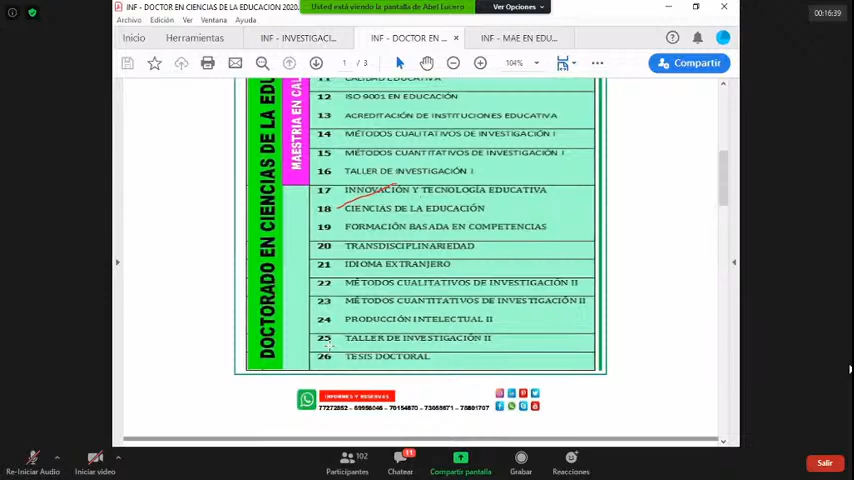 INF - DOCTOR EN CIENCIAS DE LA EDUCACION 2020.
Usted está viendo la pantalla de Abel Lucero
Ver Opciones
00:16:39
Archivo Edición Ver Ventana Ayuda
Inicio Herramientas INF - INVESTIGACI... INF - DOCTOR EN ... × INF - MAE EN EDU...
1 / 3 104% Compartir
DOCTORADO EN CIENCIAS DE LA EDU
MAESTRIA EN CAL
11 CALIDAD EDUCATIVA
12 ISO 9001 EN EDUCACIÓN
13 ACREDITACIÓN DE INSTITUCIONES EDUCATIVA
14 MÉTODOS CUALITATIVOS DE INVESTIGACIÓN I
15 MÉTODOS CUANTITATIVOS DE INVESTIGACIÓN I
16 TALLER DE INVESTIGACIÓN I
17 INNOVACIÓN Y TECNOLOGÍA EDUCATIVA
18 CIENCIAS DE LA EDUCACIÓN
19 FORMACIÓN BASADA EN COMPETENCIAS
20 TRANSDISCIPLINARIEDAD
21 IDIOMA EXTRANJERO
22 MÉTODOS CUALITATIVOS DE INVESTIGACIÓN II
23 MÉTODOS CUANTITATIVOS DE INVESTIGACIÓN II
24 PRODUCCIÓN INTELECTUAL II
25 TALLER DE INVESTIGACIÓN II
26 TESIS DOCTORAL
INFORMES Y RESERVAS
102 11
Re-Iniciar Audio Iniciar video Participantes Chatear Compartir pantalla Grabar Reacciones Salir